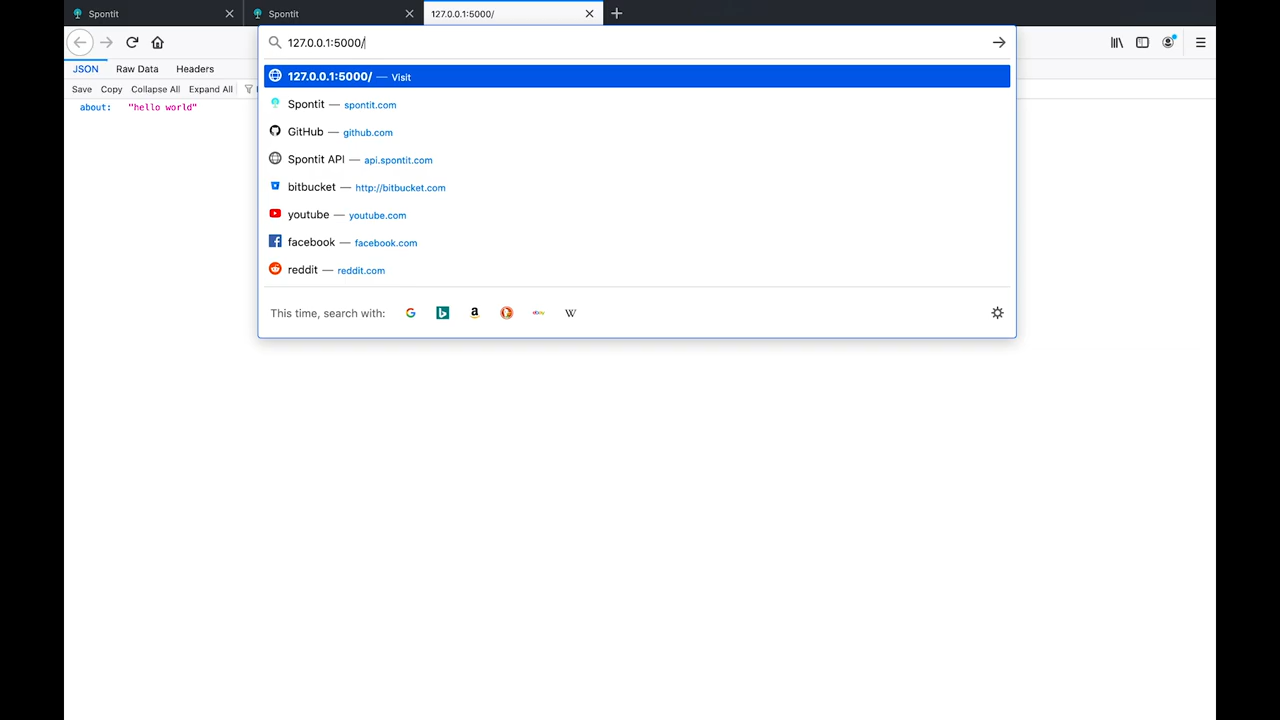 Spontit
Spontit
127.0.0.1:5000/
127.0.0.1:5000/
JSON Raw Data Headers
127.0.0.1:5000/ — Visit
Save Copy Collapse All Expand All
Spontit — spontit.com
about: "hello world"
GitHub — github.com
Spontit API — api.spontit.com
bitbucket — http://bitbucket.com
youtube — youtube.com
facebook — facebook.com
reddit — reddit.com
This time, search with: